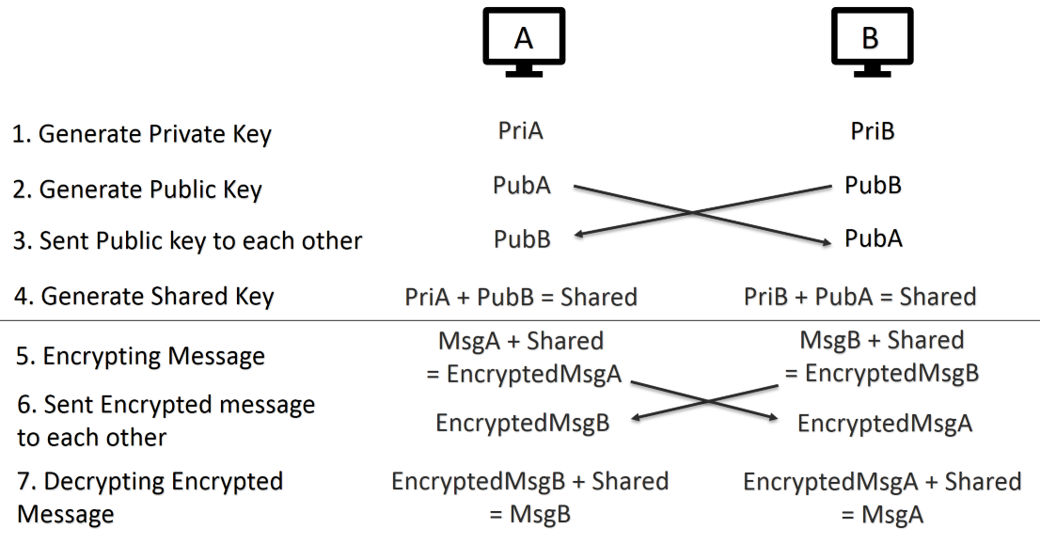 A B
1. Generate Private Key PriA PriB
2. Generate Public Key PubA PubB
3. Sent Public key to each other PubB PubA
4. Generate Shared Key PriA + PubB = Shared PriB + PubA = Shared
5. Encrypting Message
MsgA + Shared
= EncryptedMsgA
MsgB + Shared
= EncryptedMsgB
6. Sent Encrypted message
to each other
EncryptedMsgB EncryptedMsgA
7. Decrypting Encrypted
Message
EncryptedMsgB + Shared
= MsgB
EncryptedMsgA + Shared
= MsgA